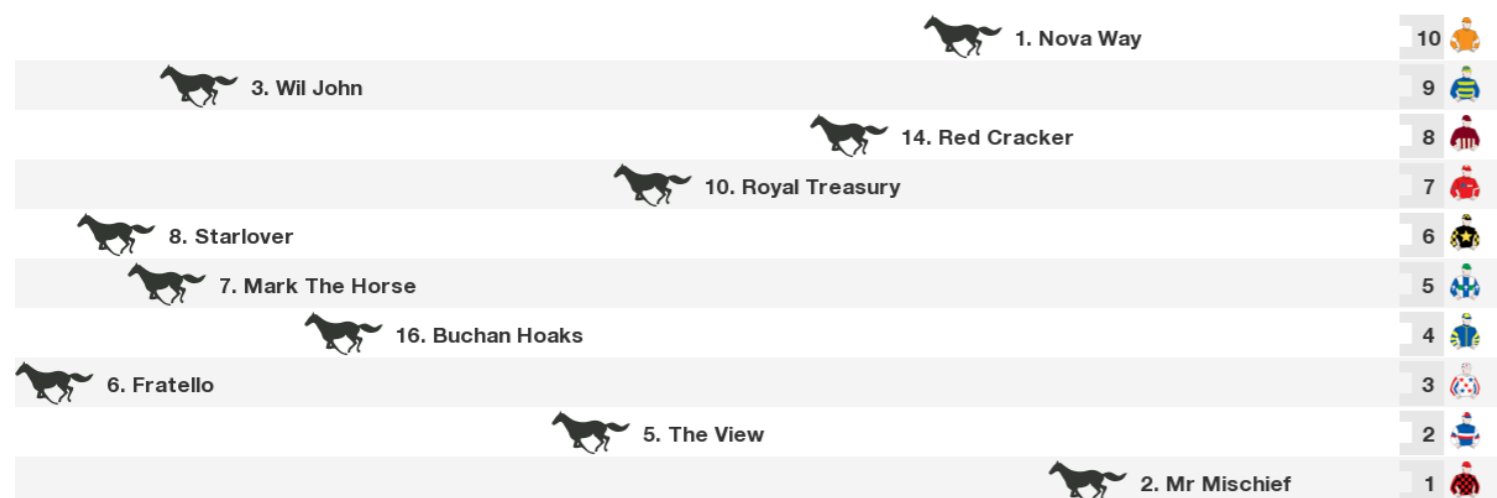 1. Nova Way 10
3. Wil John 9
14. Red Cracker 8
10. Royal Treasury 7
8. Starlover 6
7. Mark The Horse 5
16. Buchan Hoaks 4
6. Fratello 3
5. The View 2
2. Mr Mischief 1